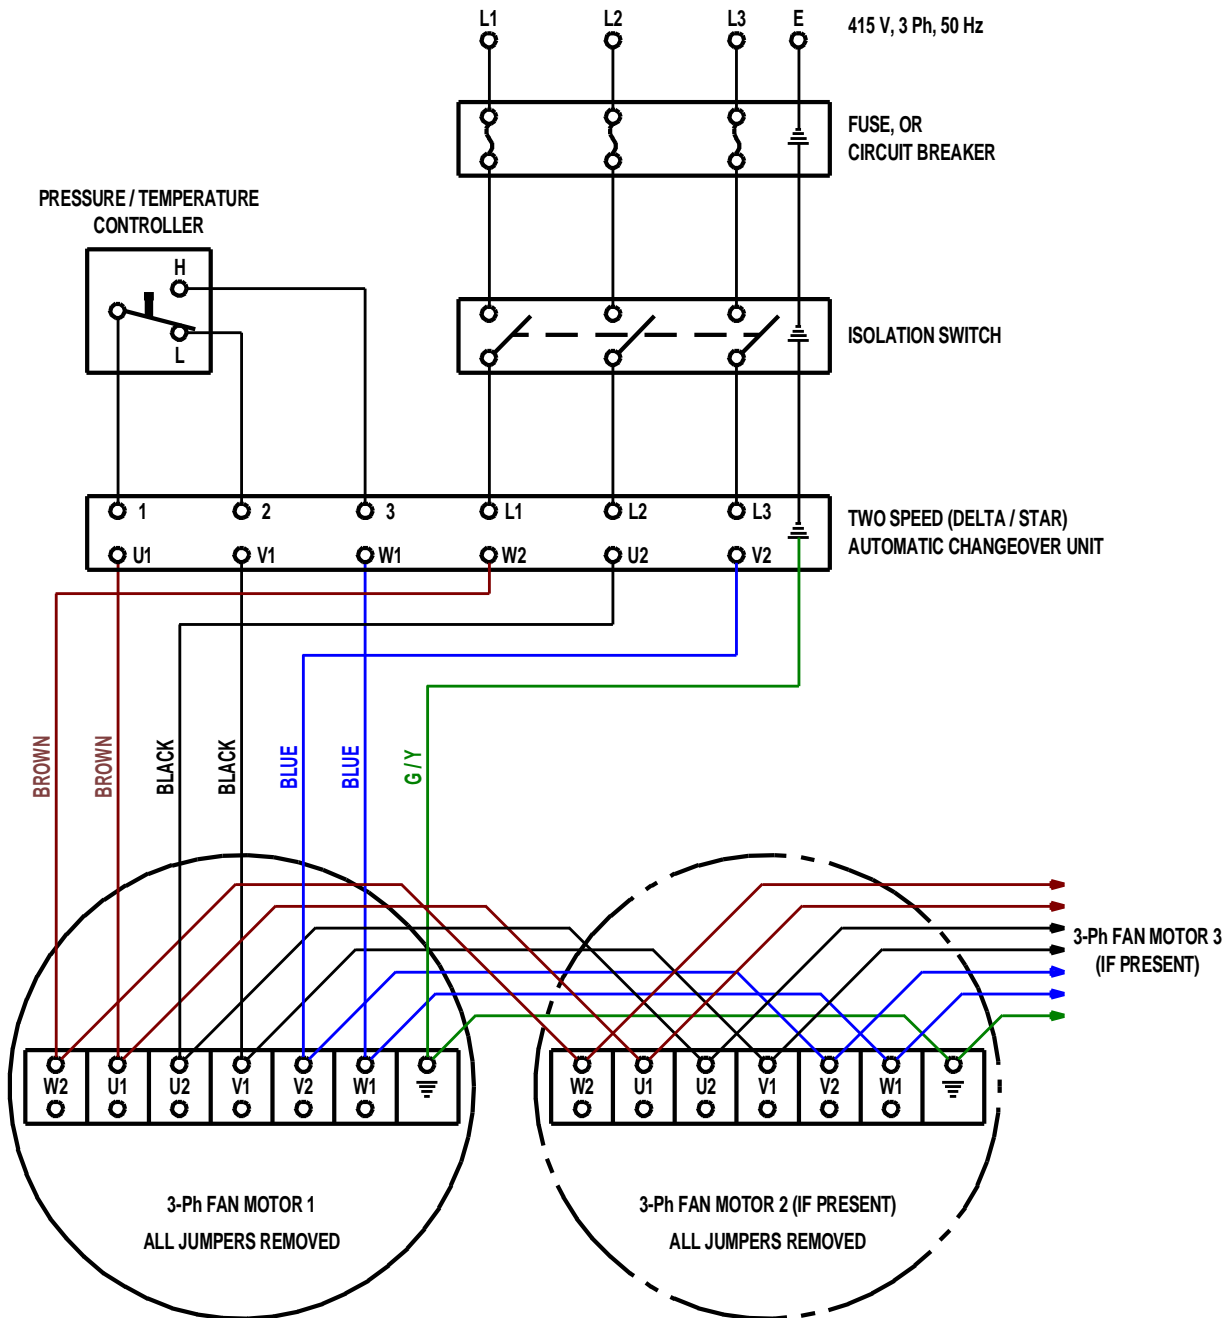 L1 L2 L3 E 415 V, 3 Ph, 50 Hz
FUSE, OR
CIRCUIT BREAKER
PRESSURE / TEMPERATURE
CONTROLLER
H
L
ISOLATION SWITCH
1 2 3 L1 L2 L3
U1 V1 W1 W2 U2 V2
TWO SPEED (DELTA / STAR)
AUTOMATIC CHANGEOVER UNIT
BROWN
BROWN
BLACK
BLACK
BLUE
BLUE
G / Y
3-Ph FAN MOTOR 3
(IF PRESENT)
W2 U1 U2 V1 V2 W1
W2 U1 U2 V1 V2 W1
3-Ph FAN MOTOR 1
ALL JUMPERS REMOVED
3-Ph FAN MOTOR 2 (IF PRESENT)
ALL JUMPERS REMOVED